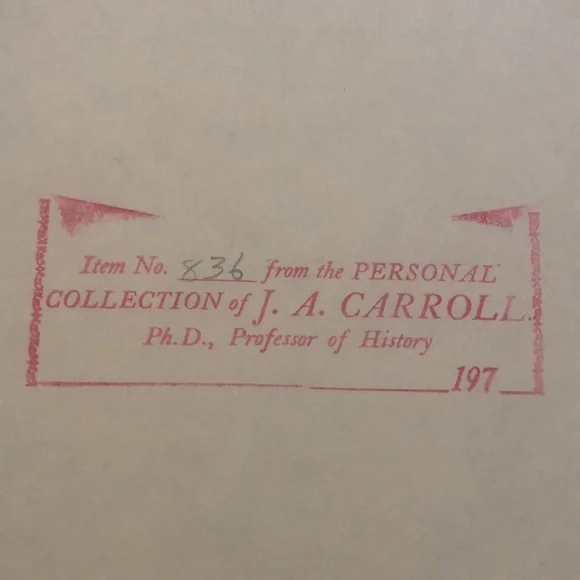 Item No. 836 from the PERSONAL
COLLECTION of J. A. CARROLL
Ph.D., Professor of History
197